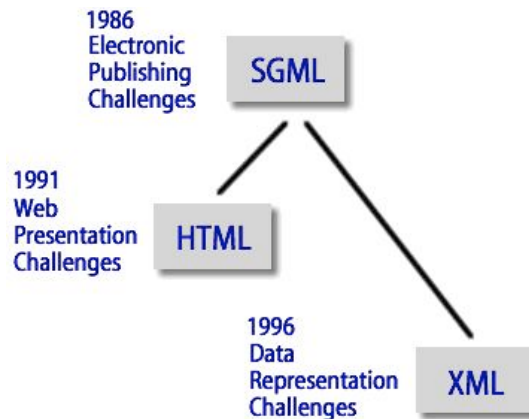 1986
Electronic
Publishing
Challenges
SGML
1991
Web
Presentation
Challenges
HTML
1996
Data
Representation
Challenges
XML